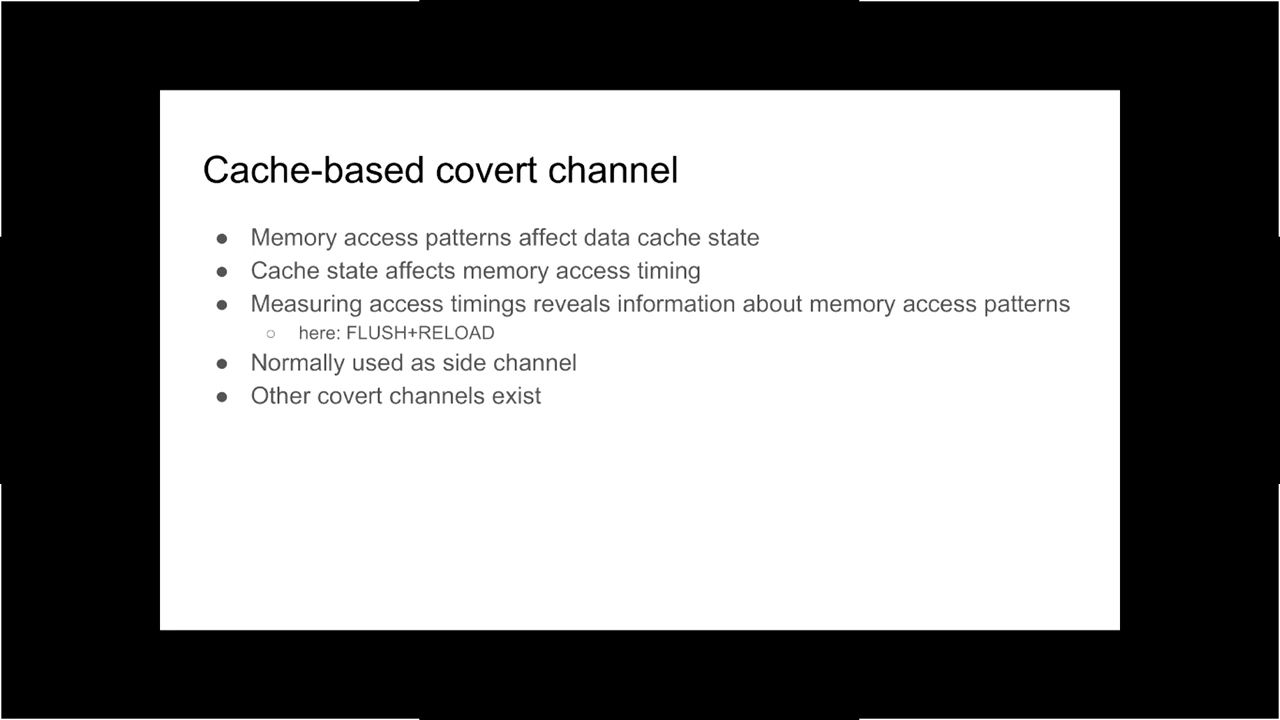 Cache-based covert channel
● Memory access patterns affect data cache state
● Cache state affects memory access timing
● Measuring access timings reveals information about memory access patterns
○ here: FLUSH+RELOAD
● Normally used as side channel
● Other covert channels exist